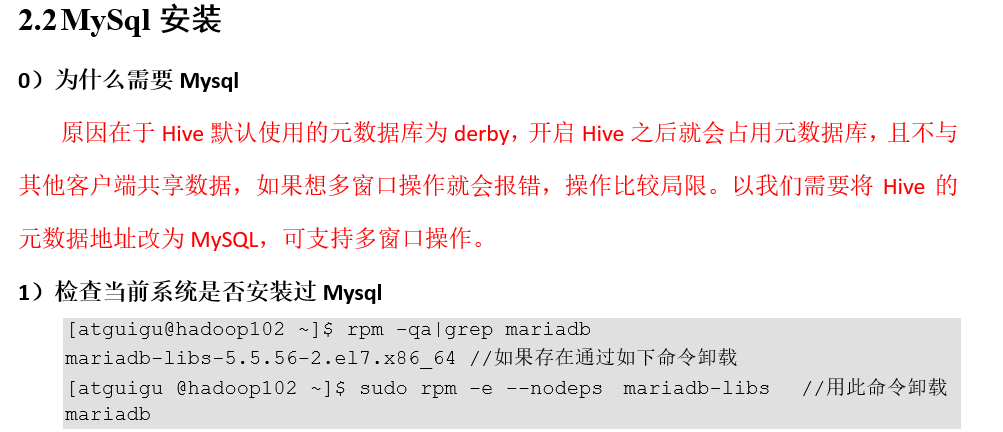 2.2MySql 安装
0）为什么需要 Mysql
原因在于 Hive 默认使用的元数据库为 derby，开启 Hive 之后就会占用元数据库，且不与
其他客户端共享数据，如果想多窗口操作就会报错，操作比较局限。以我们需要将 Hive 的
元数据地址改为 MySQL，可支持多窗口操作。
1）检查当前系统是否安装过 Mysql
[atguigu@hadoop102 ~]$ rpm -qa|grep mariadb
mariadb-libs-5.5.56-2.el7.x86_64 //如果存在通过如下命令卸载
[atguigu @hadoop102 ~]$ sudo rpm -e --nodeps  mariadb-libs   //用此命令卸载
mariadb